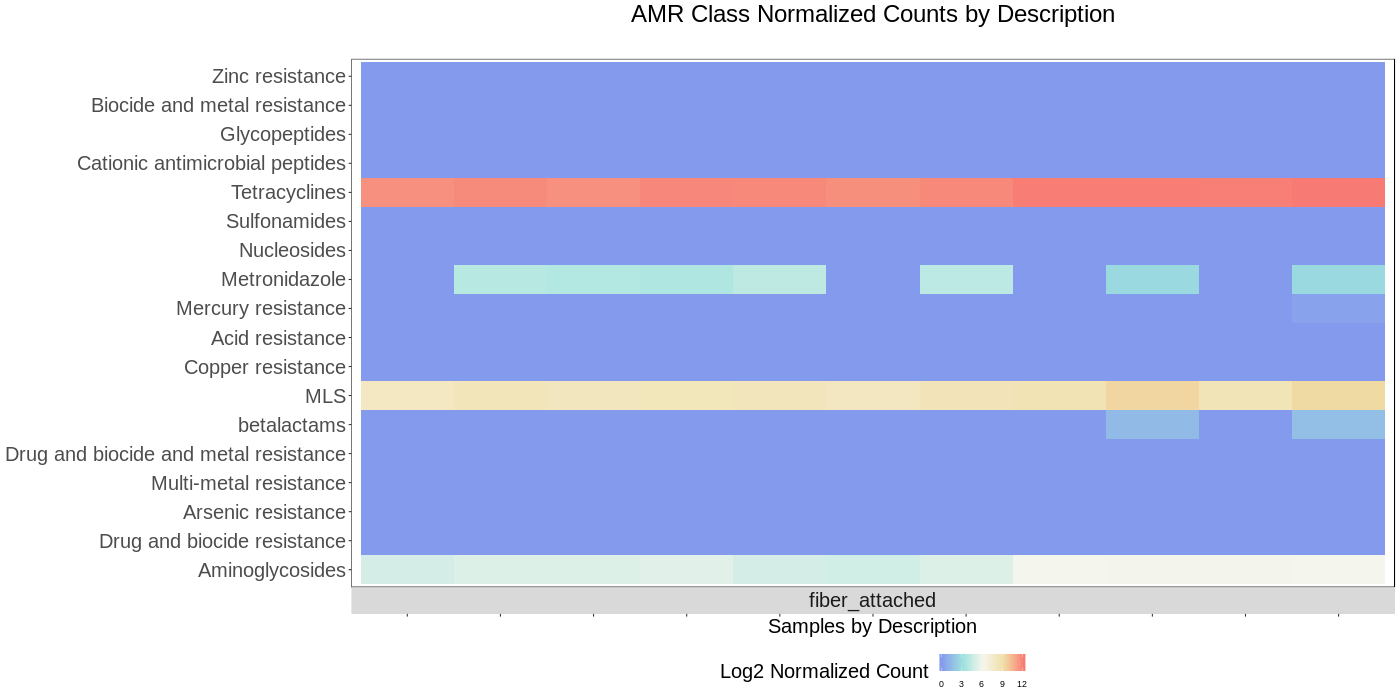 AMR Class Normalized Counts by Description
Zinc resistance
Biocide and metal resistance
Glycopeptides
Cationic antimicrobial peptides
Tetracyclines
Sulfonamides
Nucleosides
Metronidazole
Mercury resistance
Acid resistance
Copper resistance
MLS
betalactams
Drug and biocide and metal resistance
Multi-metal resistance
Arsenic resistance
Drug and biocide resistance
Aminoglycosides
fiber_attached
Samples by Description
Log2 Normalized Count
0 3 6 9 12